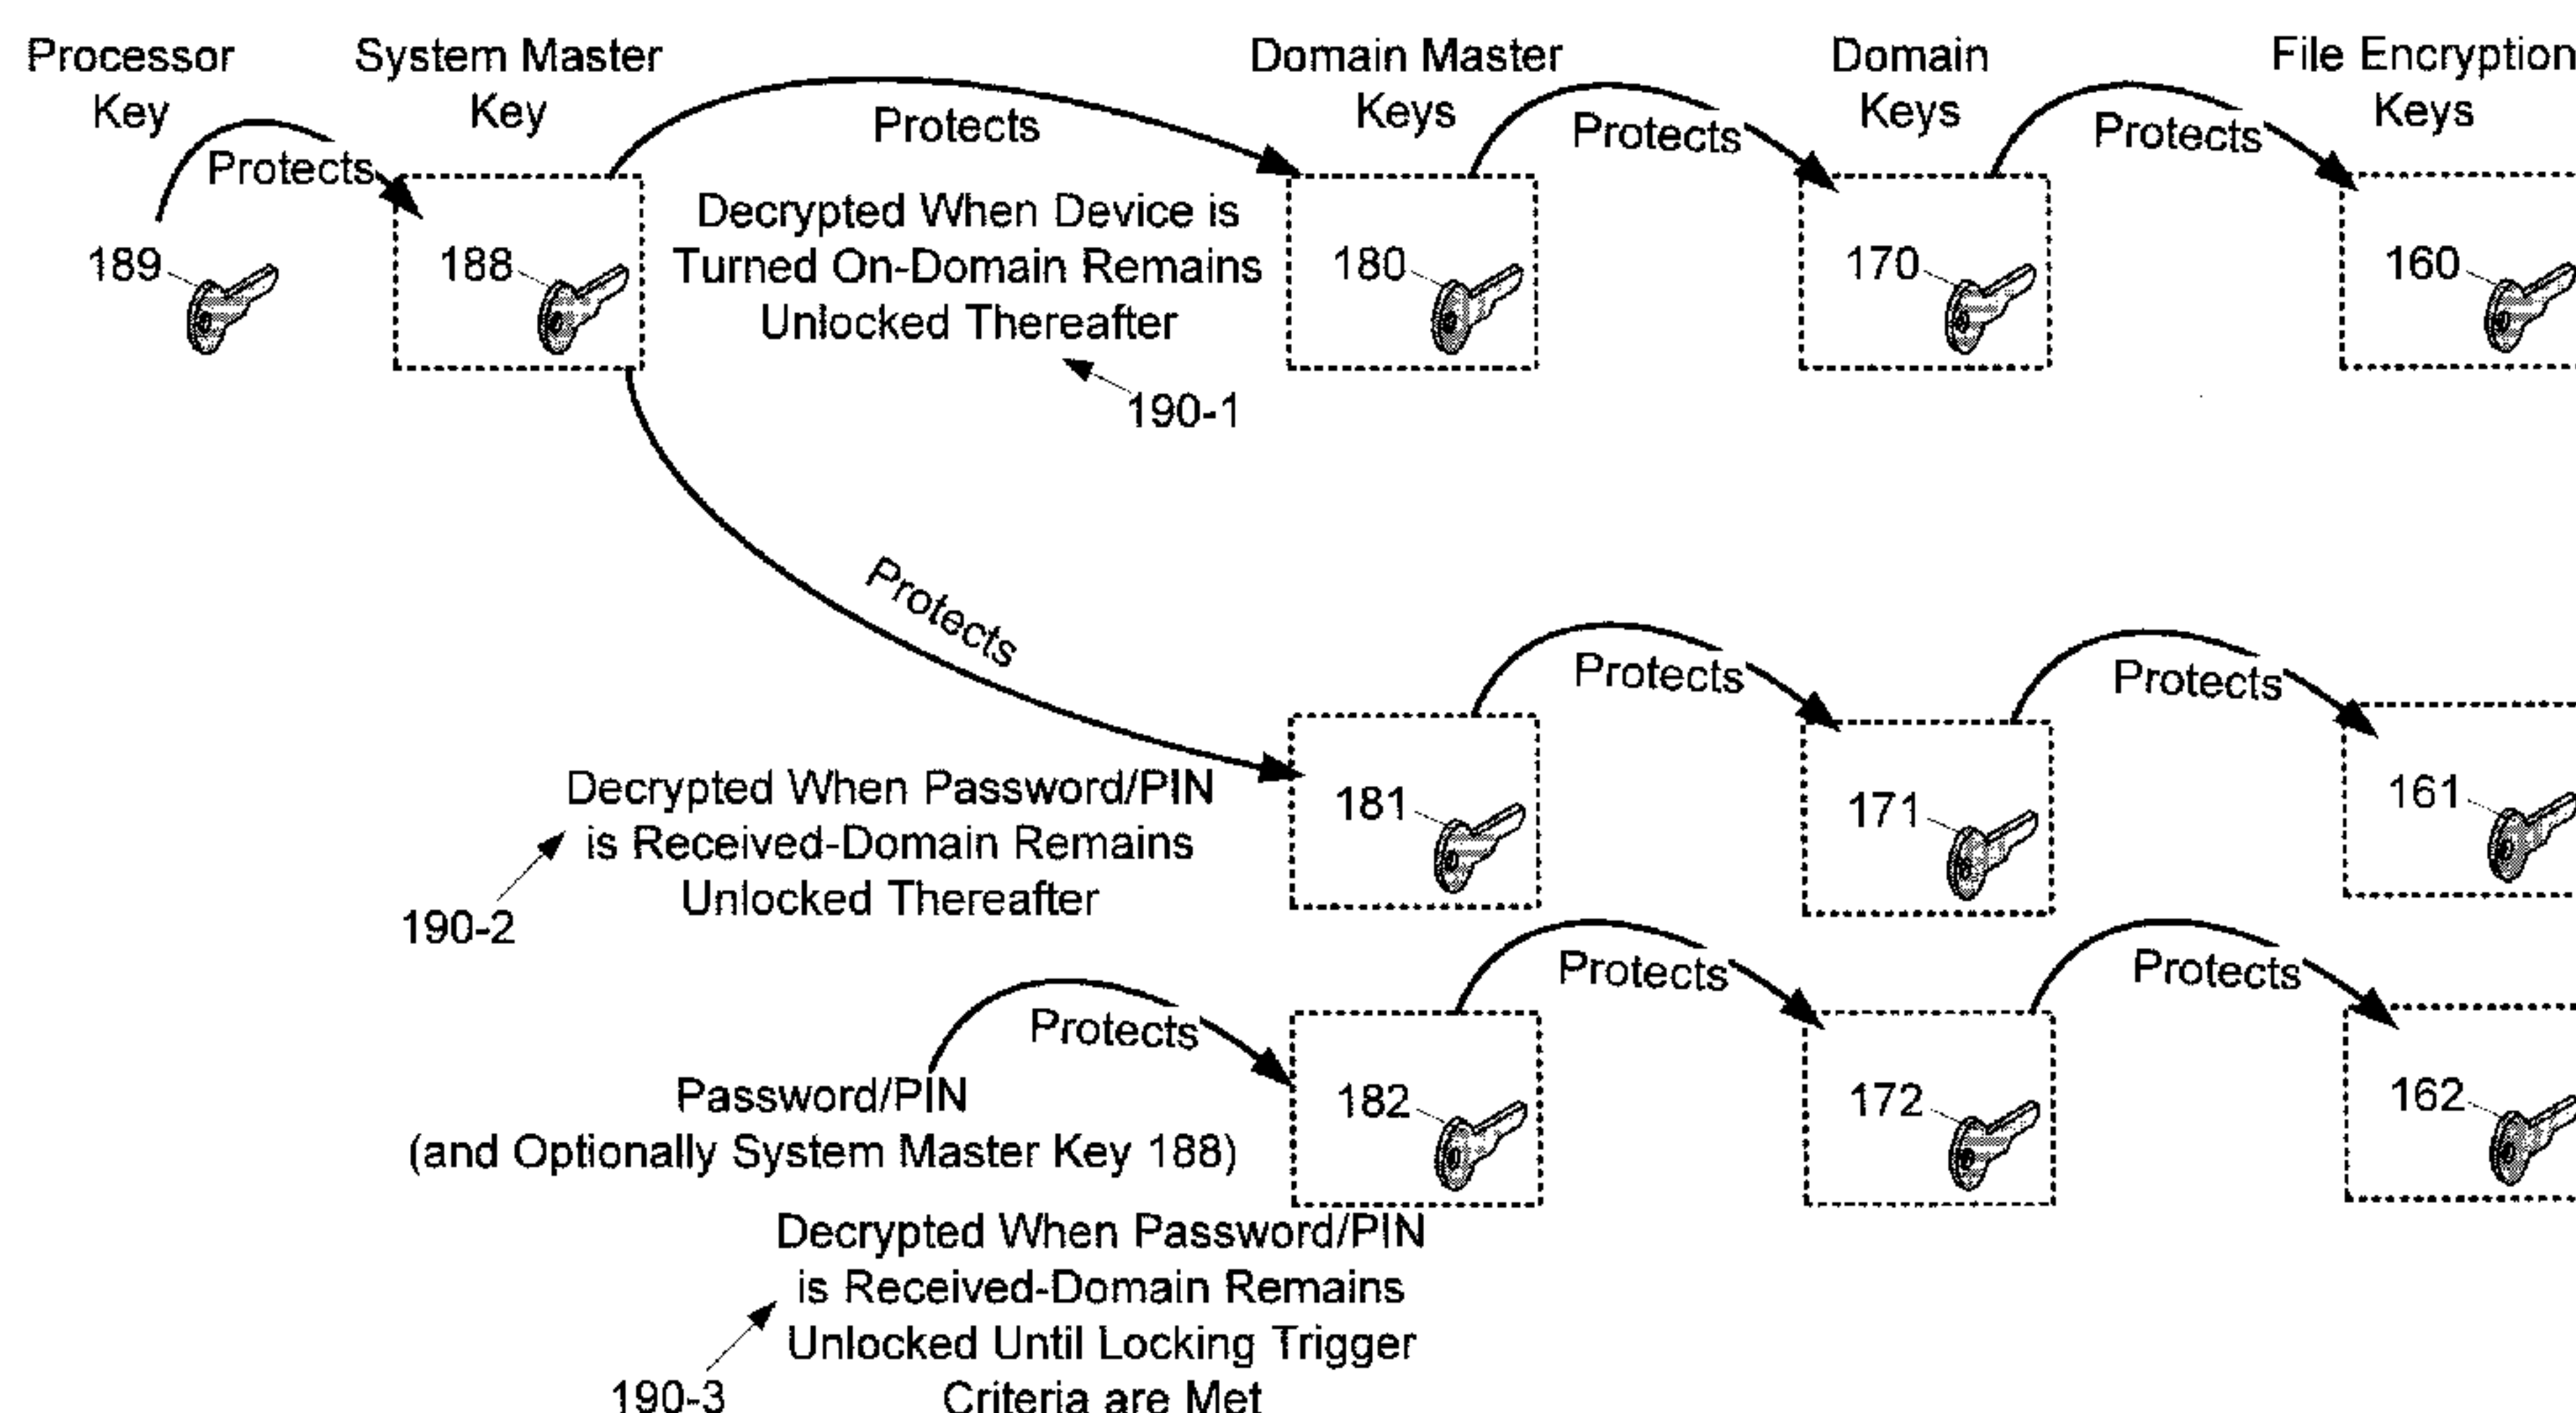 Processor
Key
System Master
Key
Domain Master
Keys
Domain
Keys
File Encryption
Keys
Protects
Protects
Protects
Protects
189
188
Decrypted When Device is
Turned On-Domain Remains
Unlocked Thereafter
190-1
180
170
160
Protects
Protects
Protects
Decrypted When Password/PIN
is Received-Domain Remains
Unlocked Thereafter
190-2
181
171
161
Protects
Protects
Protects
Password/PIN
(and Optionally System Master Key 188)
182
172
162
Decrypted When Password/PIN
is Received-Domain Remains
Unlocked Until Locking Trigger
Criteria are Met
190-3